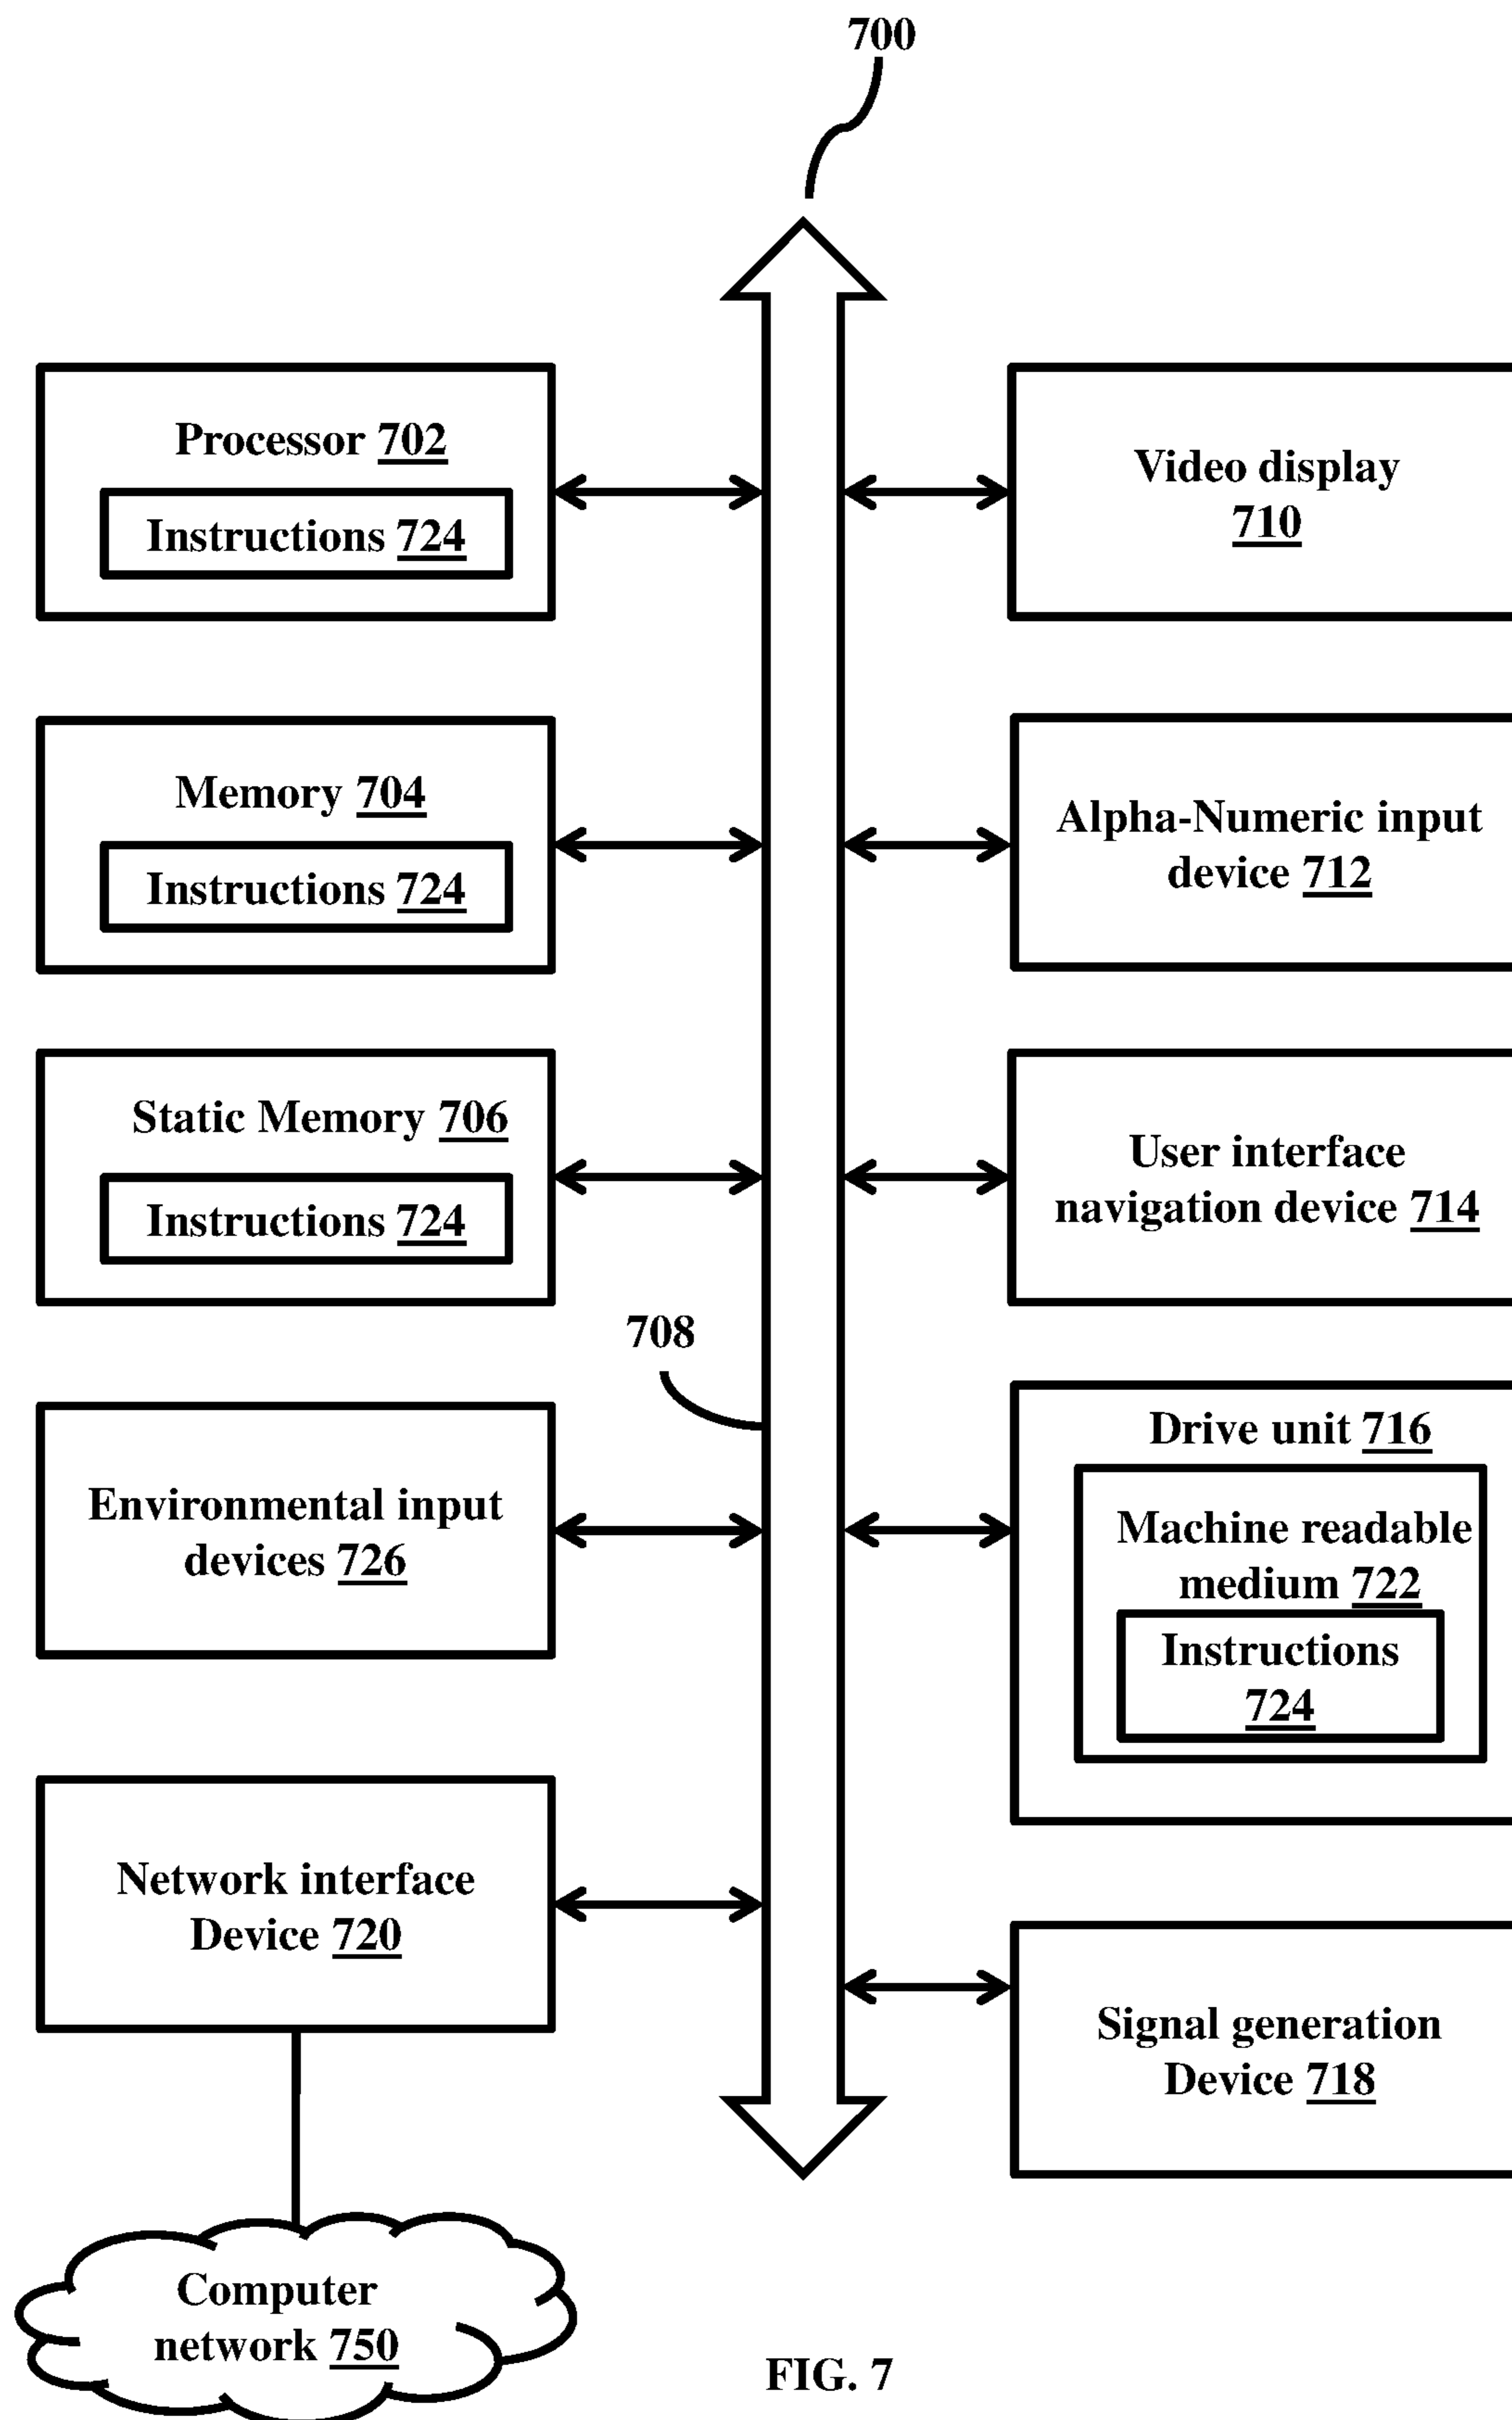 700
Processor 702
Instructions 724
Video display
710
Memory 704
Instructions 724
Alpha-Numeric input
device 712
Static Memory 706
Instructions 724
User interface
navigation device 714
708
Environmental input
devices 726
Drive unit 716
Machine readable
medium 722
Instructions
724
Network interface
Device 720
Signal generation
Device 718
Computer
network 750
FIG. 7